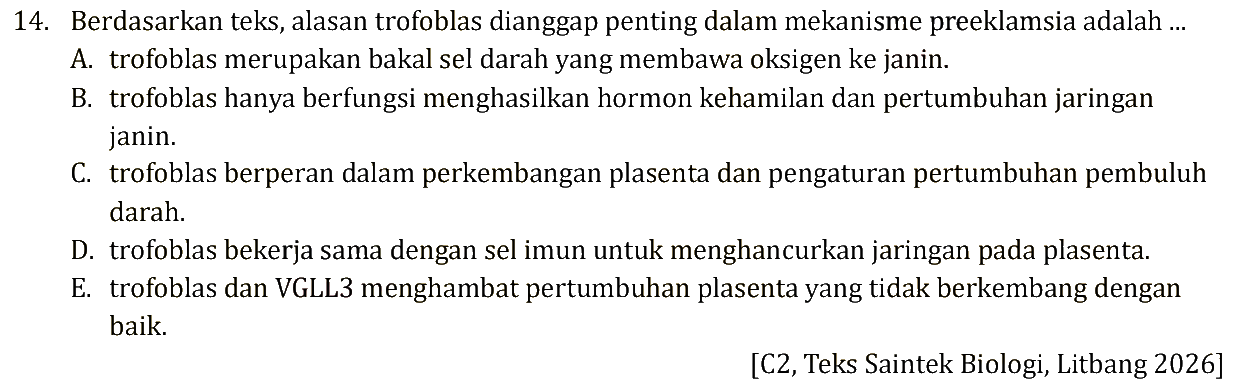 14. Berdasarkan teks, alasan trofoblas dianggap penting dalam mekanisme preeklamsia adalah ...
A. trofoblas merupakan bakal sel darah yang membawa oksigen ke janin.
B. trofoblas hanya berfungsi menghasilkan hormon kehamilan dan pertumbuhan jaringan
janin.
C. trofoblas berperan dalam perkembangan plasenta dan pengaturan pertumbuhan pembuluh
darah.
D. trofoblas bekerja sama dengan sel imun untuk menghancurkan jaringan pada plasenta.
E. trofoblas dan VGLL3 menghambat pertumbuhan plasenta yang tidak berkembang dengan
baik.
[C2, Teks Saintek Biologi, Litbang 2026]